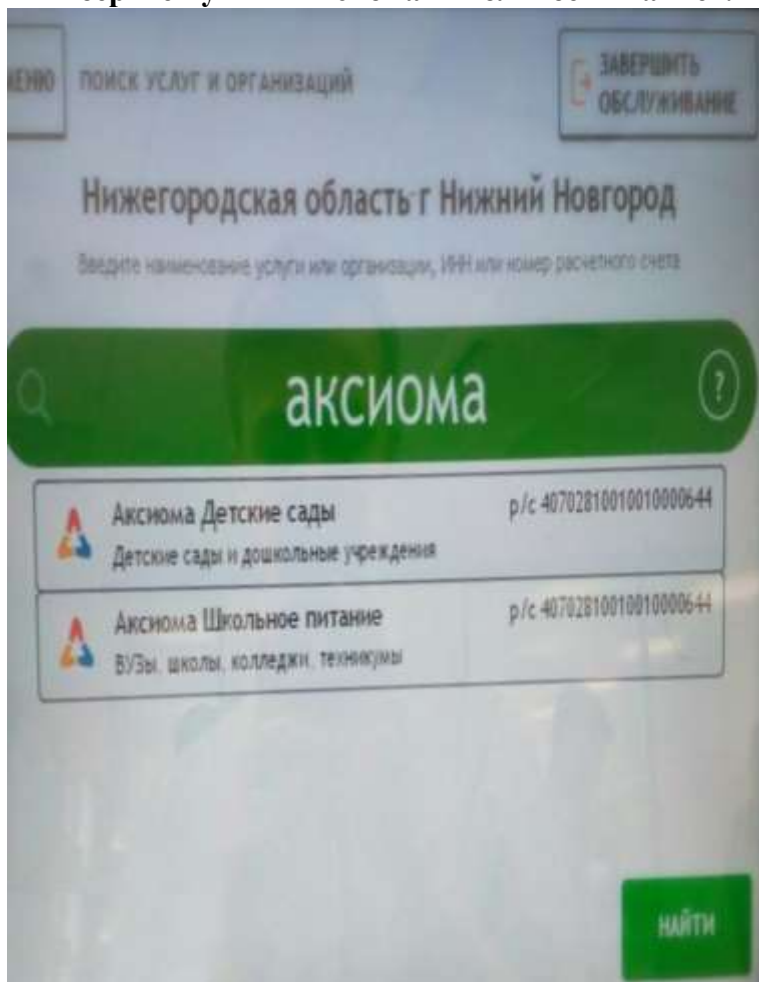 МЕНЮ
ПОИСК УСЛУГ И ОРГАНИЗАЦИЙ
ЗАВЕРШИТЬ
ОБСЛУЖИВАНИЕ
Нижегородская область г Нижний Новгород
Введите наименование услуги или организации, ИНН или номер расчетного счета
аксиома
?
Аксиома Детские сады
р/с 40702810010010000644
Детские сады и дошкольные учреждения
Аксиома Школьное питание
р/с 40702810010010000644
ВУЗы, школы, колледжи, техникумы
НАЙТИ